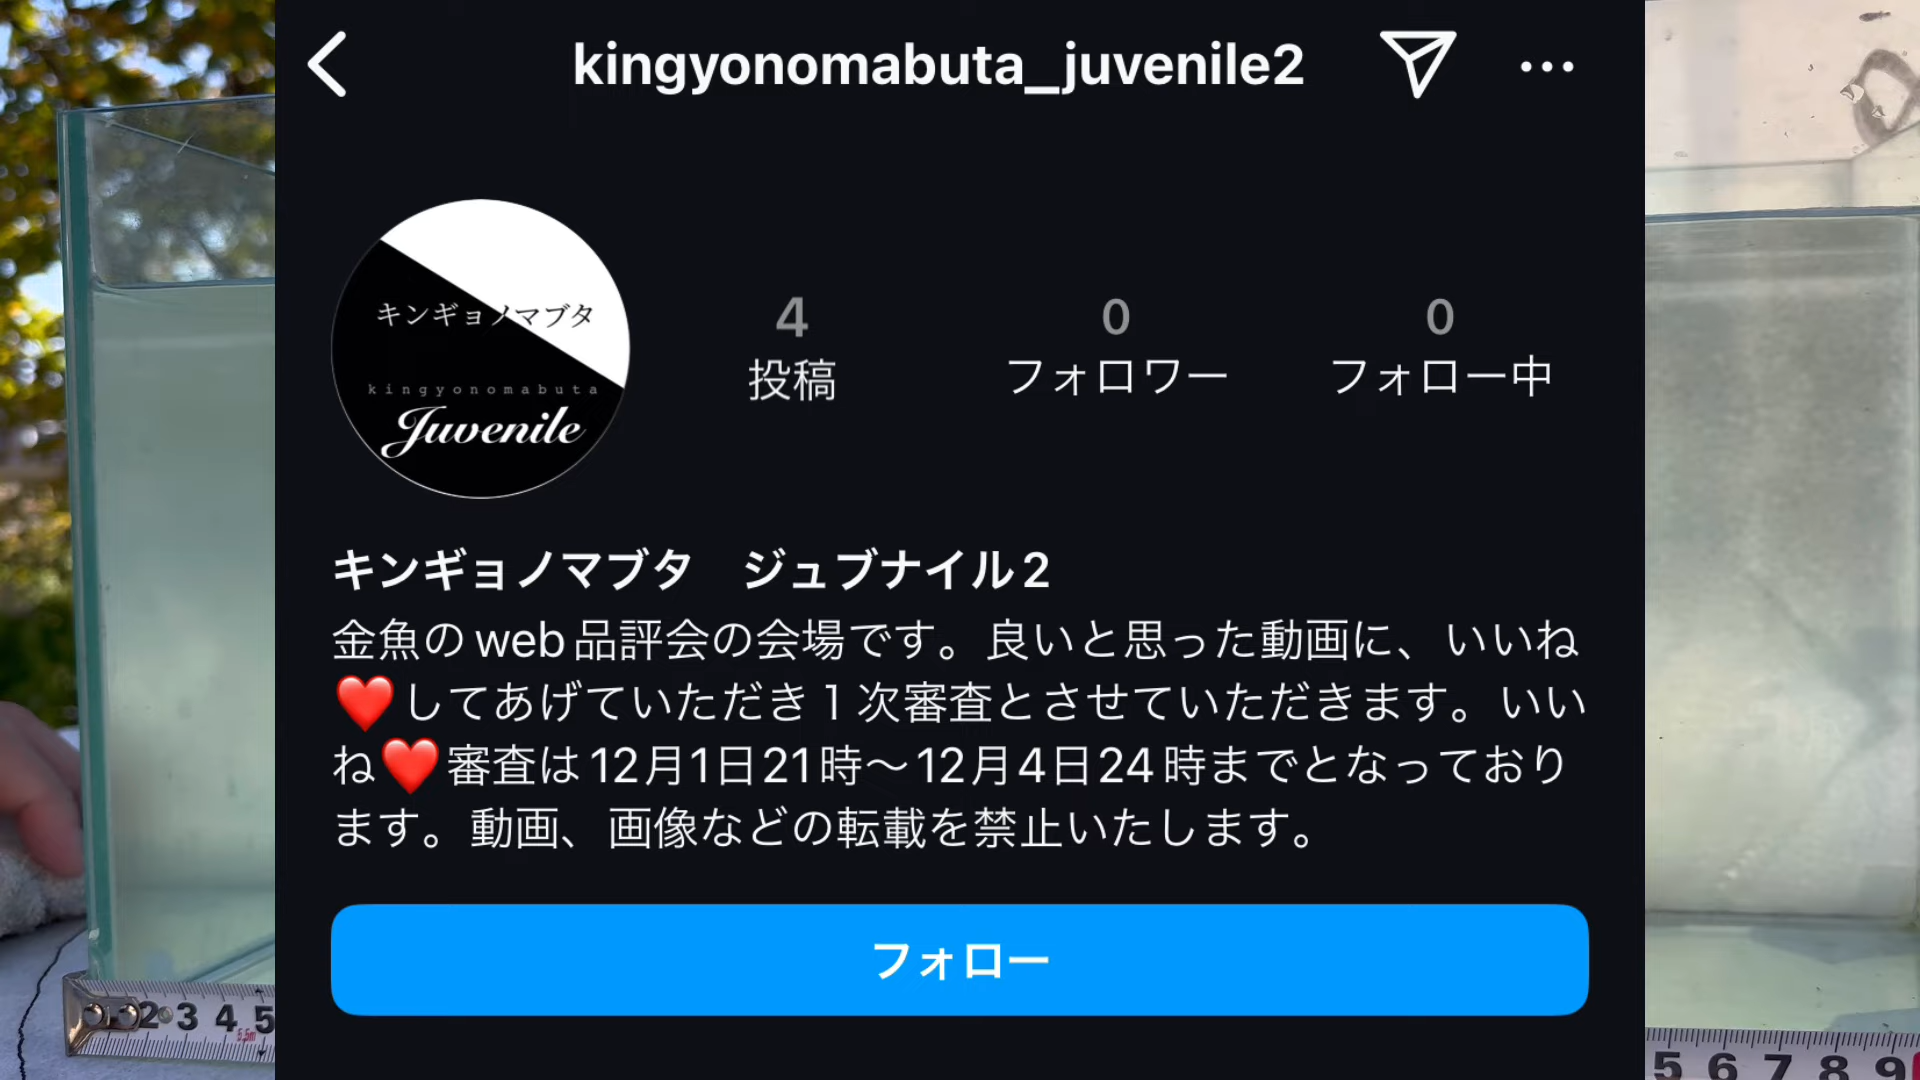 kingyonomabuta_juvenile2
キンギョノマブタ
kingyonomabuta
Juvenile
4
投稿
0
フォロワー
0
フォロー中
キンギョノマブタ　ジュブナイル2
金魚のweb品評会の会場です。良いと思った動画に、いいね
❤️してあげていただき1次審査とさせていただきます。いい
ね❤️審査は12月1日21時〜12月4日24時までとなっており
ます。動画、画像などの転載を禁止いたします。
フォロー
2 3 4 5
5.5m
5 6 7 8 9